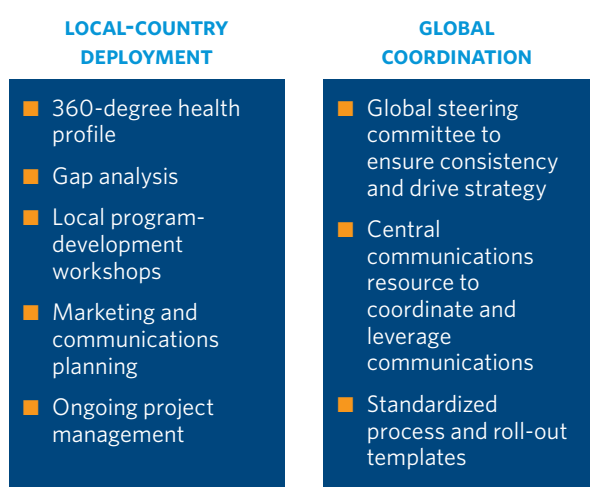 LOCAL-COUNTRY
DEPLOYMENT
360-degree health
profile
Gap analysis
Local program-
development
workshops
Marketing and
communications
planning
Ongoing project
management
GLOBAL
COORDINATION
Global steering
committee to
ensure consistency
and drive strategy
Central
communications
resource to
coordinate and
leverage
communications
Standardized
process and roll-out
templates